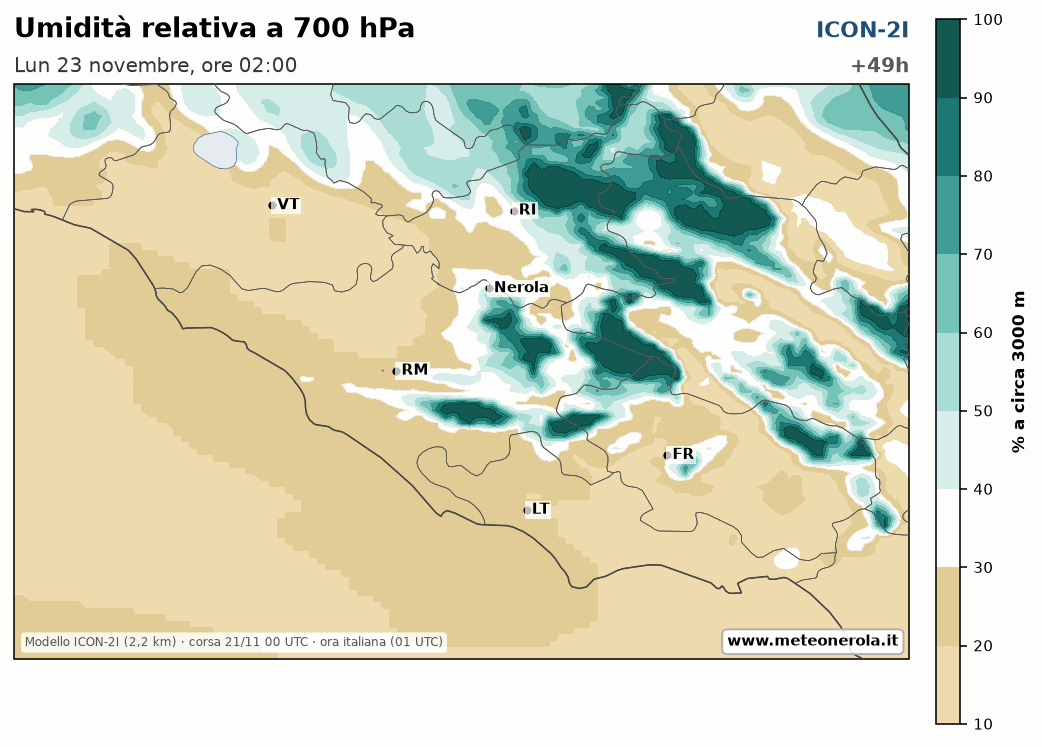 Umidità relativa a 700 hPa
ICON-2I
Lun 23 novembre, ore 02:00
+49h
100
90
80
70
60
50
40
30
20
10
% a circa 3000 m
VT
RI
Nerola
RM
FR
LT
Modello ICON-2I (2,2 km) · corsa 21/11 00 UTC · ora italiana (01 UTC)
www.meteonerola.it